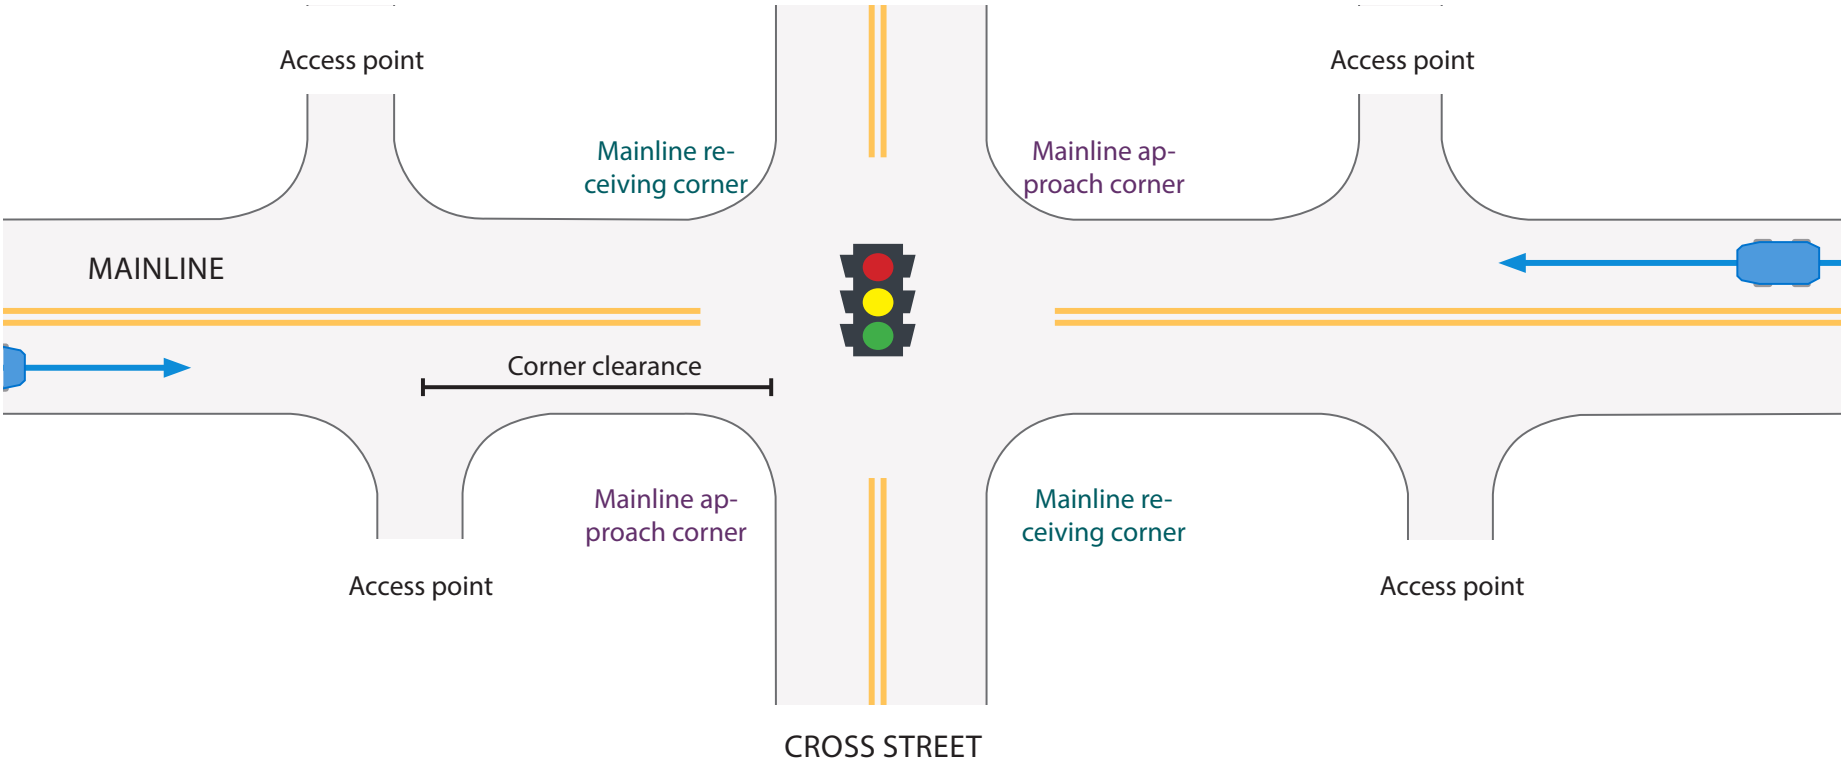 Access point
Access point
Mainline re-
ceiving corner
Mainline ap-
proach corner
MAINLINE
Corner clearance
Mainline ap-
proach corner
Mainline re-
ceiving corner
Access point
Access point
CROSS STREET